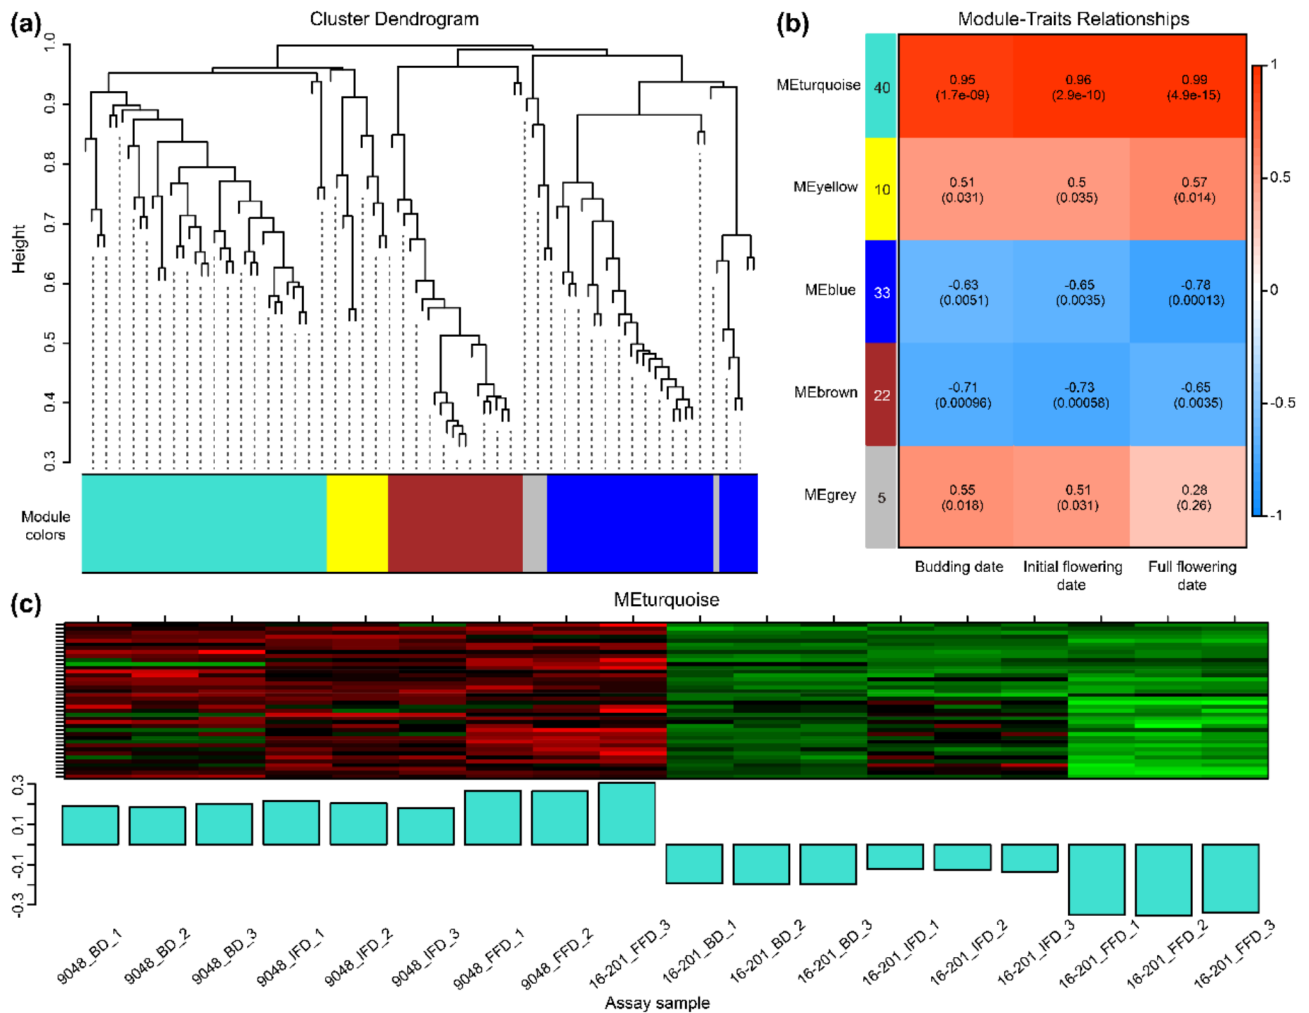 (a)
Cluster Dendrogram
1.0
0.9
0.8
0.7
0.6
0.5
0.4
0.3
Height
Module
colors
(b)
Module-Traits Relationships
MEturquoise
40
0.95
(1.7e-09)
0.96
(2.9e-10)
0.99
(4.9e-15)
MEyellow
10
0.51
(0.031)
0.5
(0.035)
0.57
(0.014)
MEblue
33
-0.63
(0.0051)
-0.65
(0.0035)
-0.78
(0.00013)
MEbrown
22
-0.71
(0.00096)
-0.73
(0.00058)
-0.65
(0.0035)
MEgrey
5
0.55
(0.018)
0.51
(0.031)
0.28
(0.26)
1
0.5
0
-0.5
-1
Budding date
Initial flowering
date
Full flowering
date
(c)
MEturquoise
0.3
0.1
-0.1
-0.3
9048_BD_1
9048_BD_2
9048_BD_3
9048_IFD_1
9048_IFD_2
9048_IFD_3
9048_FFD_1
9048_FFD_2
16-201_FFD_3
16-201_BD_1
16-201_BD_2
16-201_BD_3
16-201_IFD_1
16-201_IFD_2
16-201_IFD_3
16-201_FFD_1
16-201_FFD_2
16-201_FFD_3
Assay sample